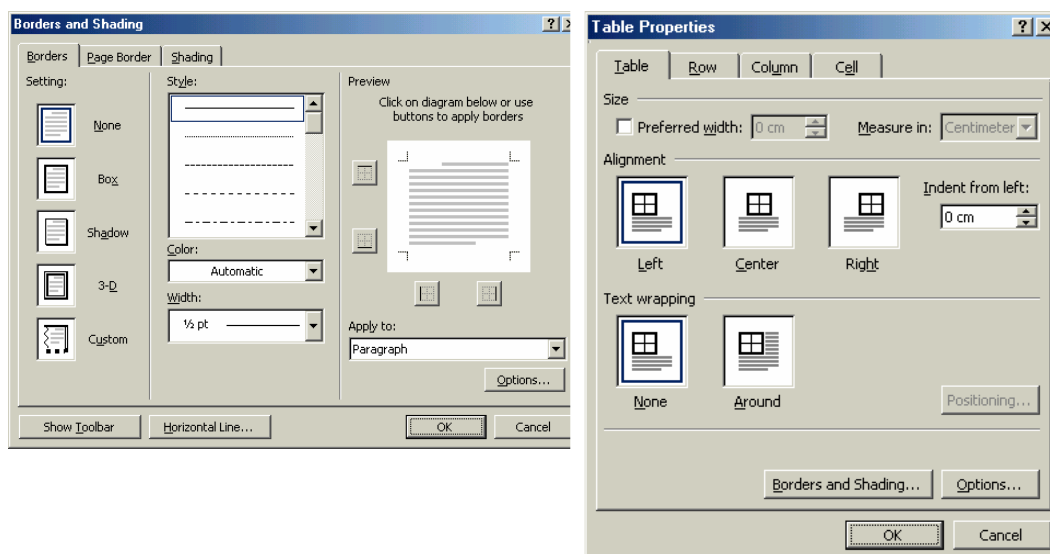 Borders and Shading
Borders Page Border Shading
Setting:
None
Box
Shadow
3-D
Custom
Style:
Color:
Automatic
Width:
½ pt
Preview
Click on diagram below or use
buttons to apply borders
Apply to:
Paragraph
Options...
Show Toolbar Horizontal Line... OK Cancel
Table Properties
Table Row Column Cell
Size
Preferred width: 0 cm Measure in: Centimeter
Alignment
Left Center Right
Indent from left:
0 cm
Text wrapping
None Around
Positioning...
Borders and Shading... Options...
OK Cancel